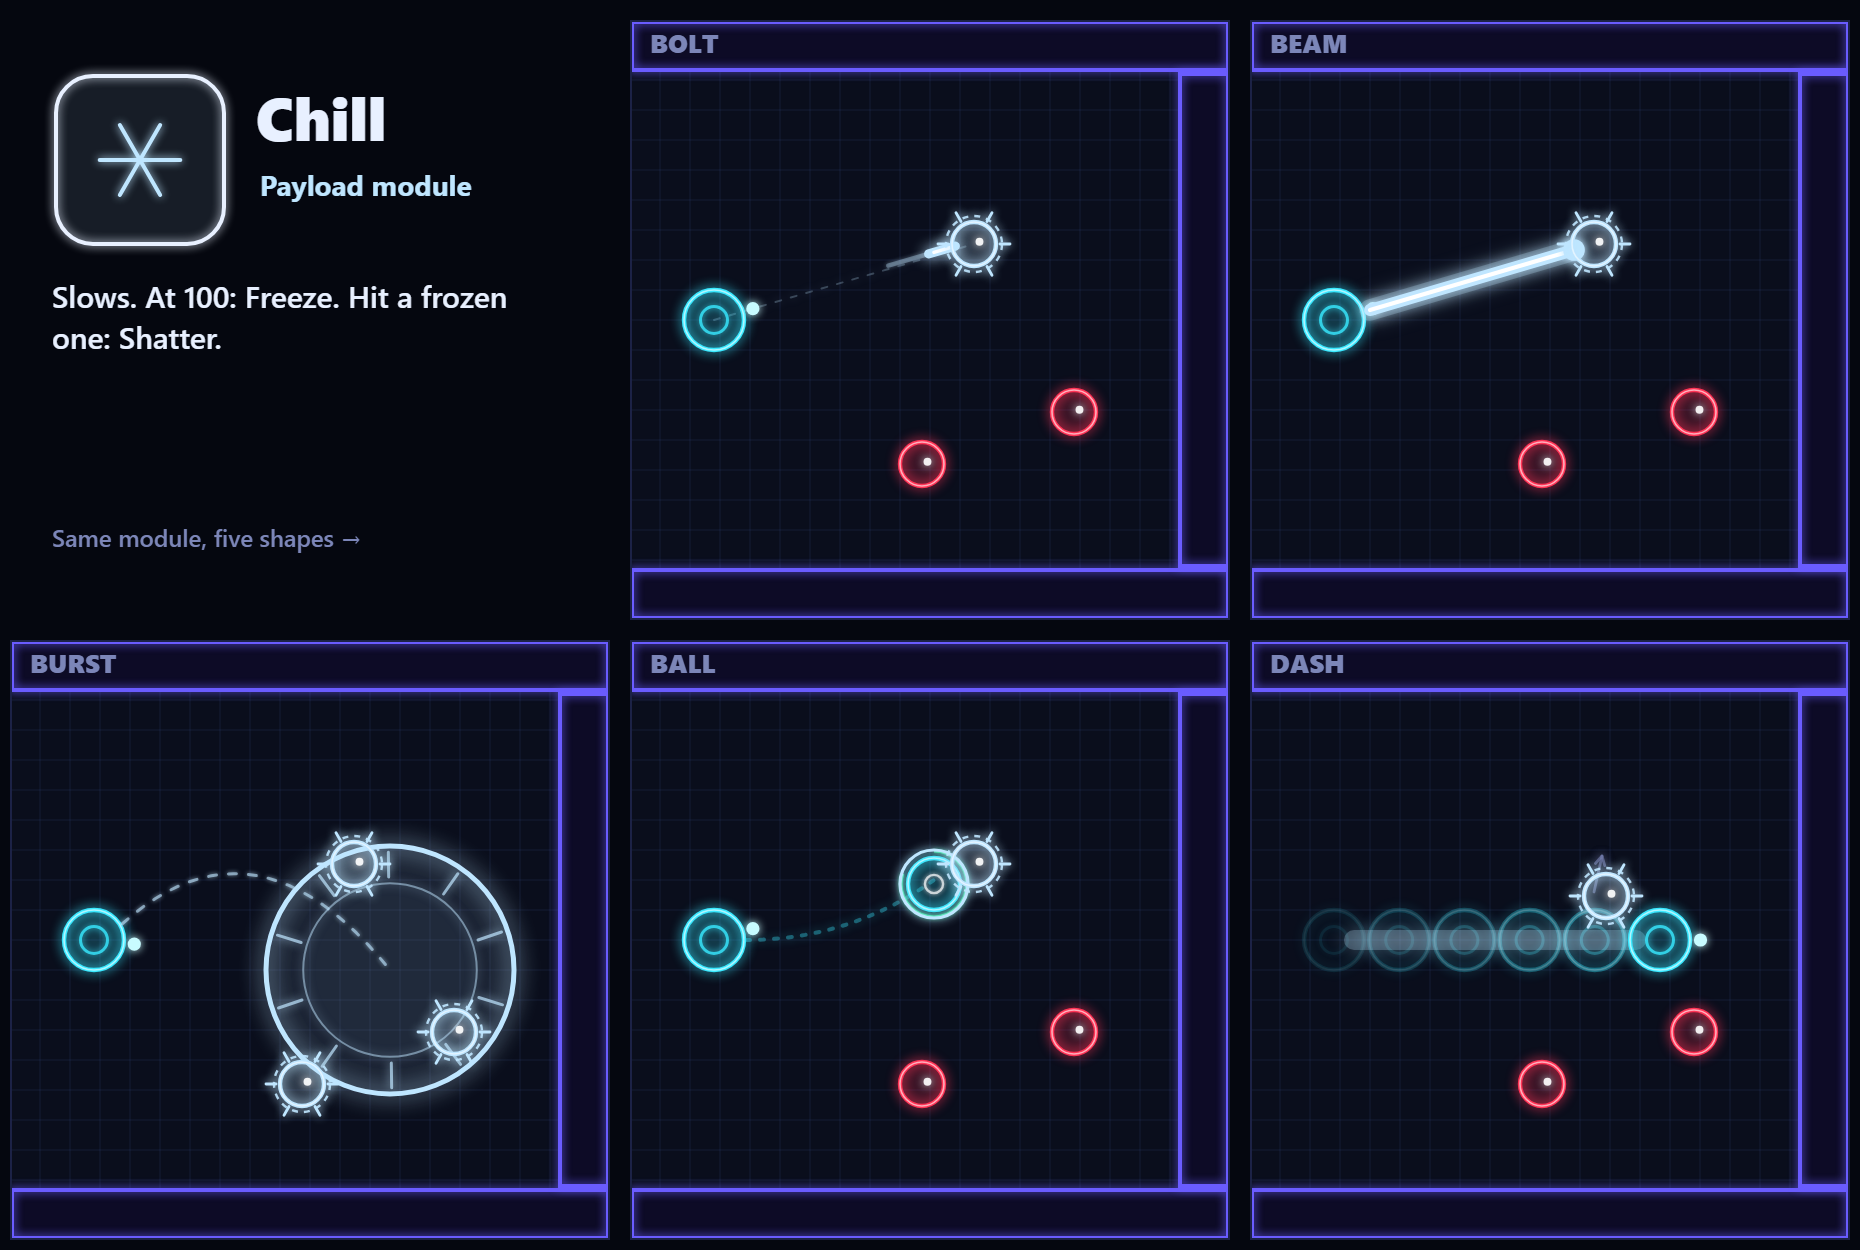 Chill
Payload module
Slows. At 100: Freeze. Hit a frozen
one: Shatter.
Same module, five shapes →
BOLT
BEAM
BURST
BALL
DASH